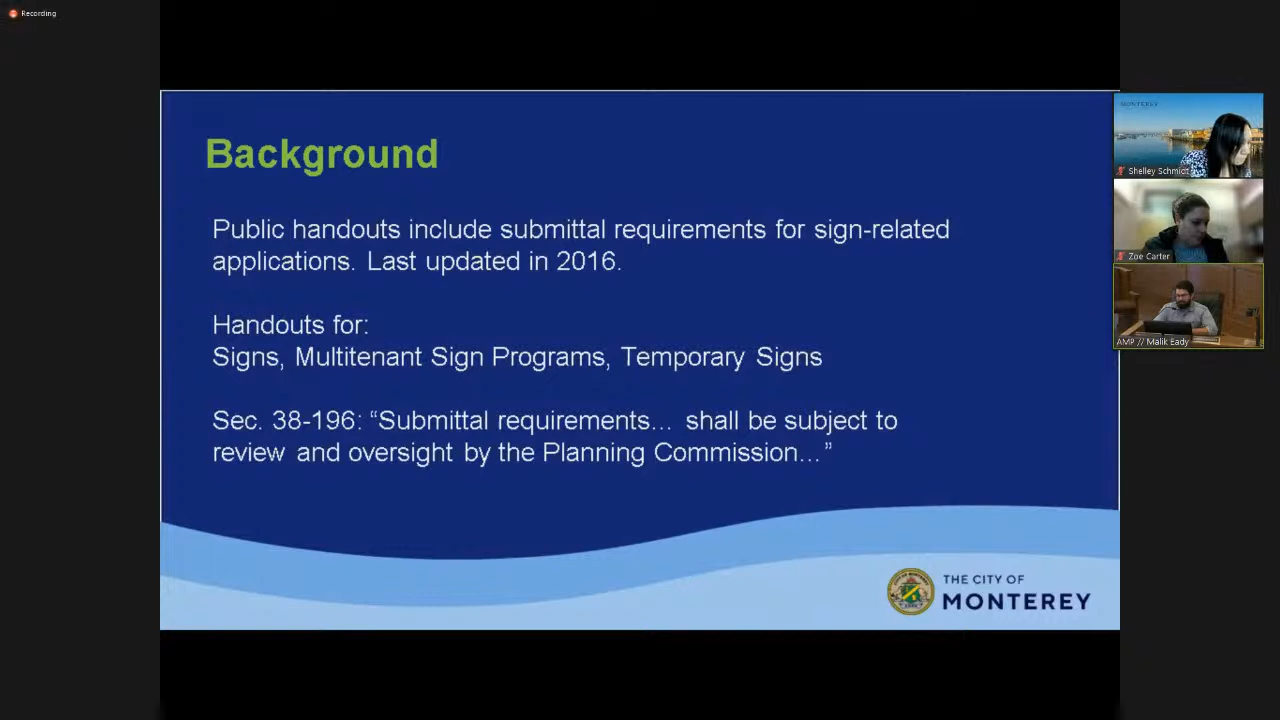 Recording
Background
Public handouts include submittal requirements for sign-related
applications. Last updated in 2016.
Handouts for:
Signs, Multitenant Sign Programs, Temporary Signs
Sec. 38-196: “Submittal requirements… shall be subject to
review and oversight by the Planning Commission…”
THE CITY OF
MONTEREY
MONTEREY
Shelley Schmidt
Zoe Carter
AMP // Malik Eady